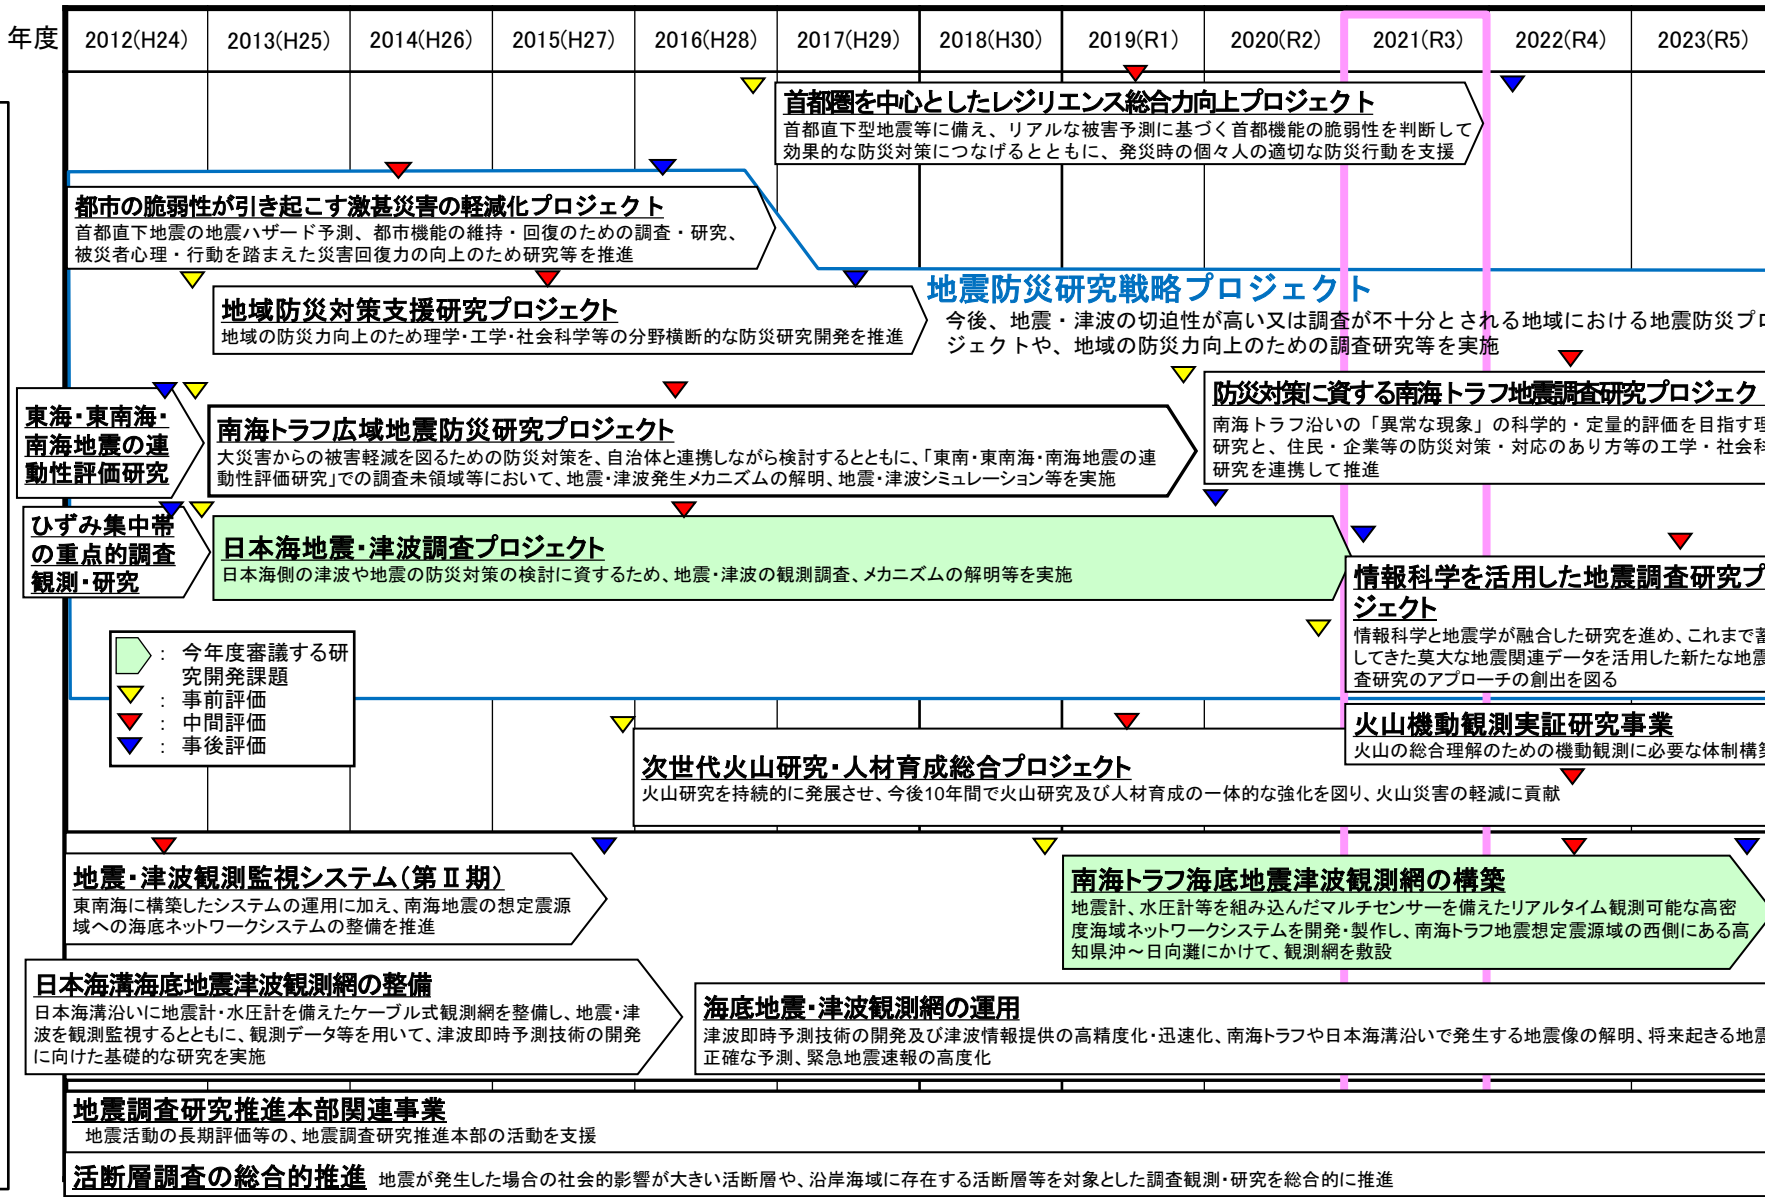 年度
2012(H24)
2013(H25)
2014(H26)
2015(H27)
2016(H28)
2017(H29)
2018(H30)
2019(R1)
2020(R2)
2021(R3)
2022(R4)
2023(R5)
首都圏を中心としたレジリエンス総合力向上プロジェクト
首都直下型地震等に備え、リアルな被害予測に基づく首都機能の脆弱性を判断して
効果的な防災対策につなげるとともに、発災時の個々人の適切な防災行動を支援
都市の脆弱性が引き起こす激甚災害の軽減化プロジェクト
首都直下地震の地震ハザード予測、都市機能の維持・回復のための調査・研究、
被災者心理・行動を踏まえた災害回復力の向上のため研究等を推進
地域防災対策支援研究プロジェクト
地域の防災力向上のため理学・工学・社会科学等の分野横断的な防災研究開発を推進
地震防災研究戦略プロジェクト
今後、地震・津波の切迫性が高い又は調査が不十分とされる地域における地震防災プロ
ジェクトや、地域の防災力向上のための調査研究等を実施
東海・東南海・
南海地震の連
動性評価研究
南海トラフ広域地震防災研究プロジェクト
大災害からの被害軽減を図るための防災対策を、自治体と連携しながら検討するとともに、「東南・東南海・南海地震の連
動性評価研究」での調査未領域等において、地震・津波発生メカニズムの解明、地震・津波シミュレーション等を実施
防災対策に資する南海トラフ地震調査研究プロジェク
南海トラフ沿いの「異常な現象」の科学的・定量的評価を目指す理
研究と、住民・企業等の防災対策・対応のあり方等の工学・社会科
研究を連携して推進
ひずみ集中帯
の重点的調査
観測・研究
日本海地震・津波調査プロジェクト
日本海側の津波や地震の防災対策の検討に資するため、地震・津波の観測調査、メカニズムの解明等を実施
情報科学を活用した地震調査研究プ
ジェクト
情報科学と地震学が融合した研究を進め、これまで蓄
してきた莫大な地震関連データを活用した新たな地震
査研究のアプローチの創出を図る
： 今年度審議する研
究開発課題
： 事前評価
： 中間評価
： 事後評価
次世代火山研究・人材育成総合プロジェクト
火山研究を持続的に発展させ、今後10年間で火山研究及び人材育成の一体的な強化を図り、火山災害の軽減に貢献
火山機動観測実証研究事業
火山の総合理解のための機動観測に必要な体制構築
地震・津波観測監視システム（第Ⅱ期）
東南海に構築したシステムの運用に加え、南海地震の想定震源
域への海底ネットワークシステムの整備を推進
南海トラフ海底地震津波観測網の構築
地震計、水圧計等を組み込んだマルチセンサーを備えたリアルタイム観測可能な高密
度海域ネットワークシステムを開発・製作し、南海トラフ地震想定震源域の西側にある高
知県沖～日向灘にかけて、観測網を敷設
日本海溝海底地震津波観測網の整備
日本海溝沿いに地震計・水圧計を備えたケーブル式観測網を整備し、地震・津
波を観測監視するとともに、観測データ等を用いて、津波即時予測技術の開発
に向けた基礎的な研究を実施
海底地震・津波観測網の運用
津波即時予測技術の開発及び津波情報提供の高精度化・迅速化、南海トラフや日本海溝沿いで発生する地震像の解明、将来起きる地震
正確な予測、緊急地震速報の高度化
地震調査研究推進本部関連事業
地震活動の長期評価等の、地震調査研究推進本部の活動を支援
活断層調査の総合的推進 地震が発生した場合の社会的影響が大きい活断層や、沿岸海域に存在する活断層等を対象とした調査観測・研究を総合的に推進